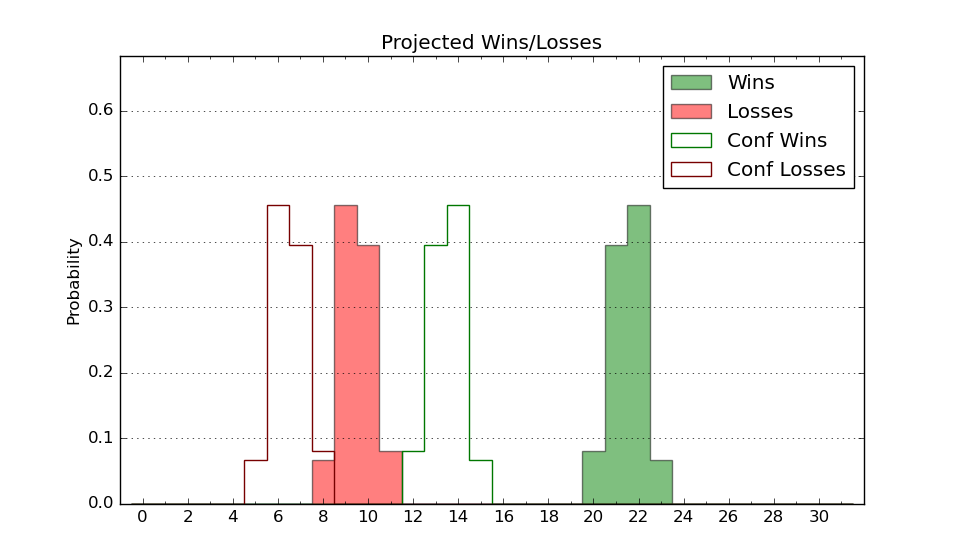 Projected Wins/Losses
Wins
Losses
Conf Wins
Conf Losses
Probability
0.6
0.5
0.4
0.3
0.2
0.1
0.0
0 2 4 6 8 10 12 14 16 18 20 22 24 26 28 30